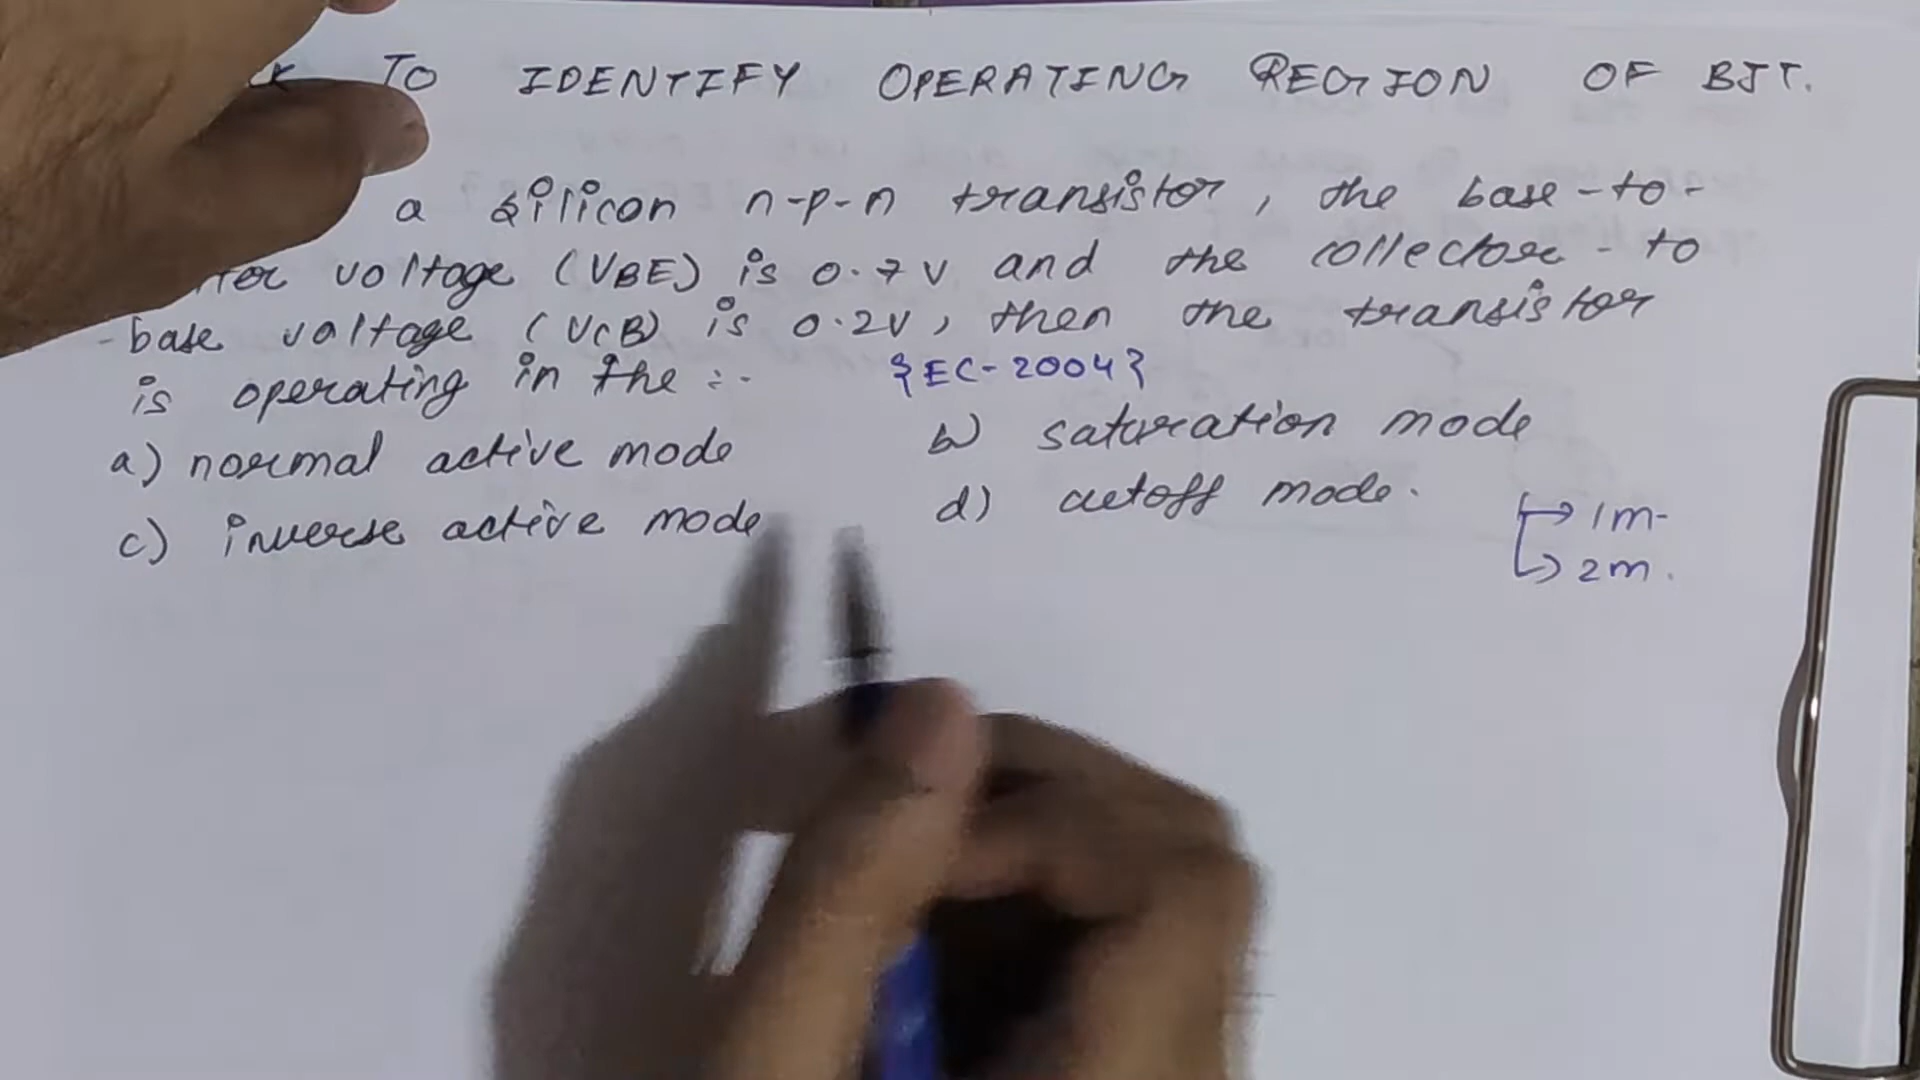 TO IDENTIFY OPERATING REGION OF BJT.
a silicon n-p-n transistor, the base-to-
voltage (VBE) is 0.7V and the collector-to
-base voltage (VCB) is 0.2V, then the transistor
is operating in the :-
{EC-2004}
a) normal active mode
b) saturation mode
c) inverse active mode
d) cutoff mode.
→ 1m-
→ 2m.